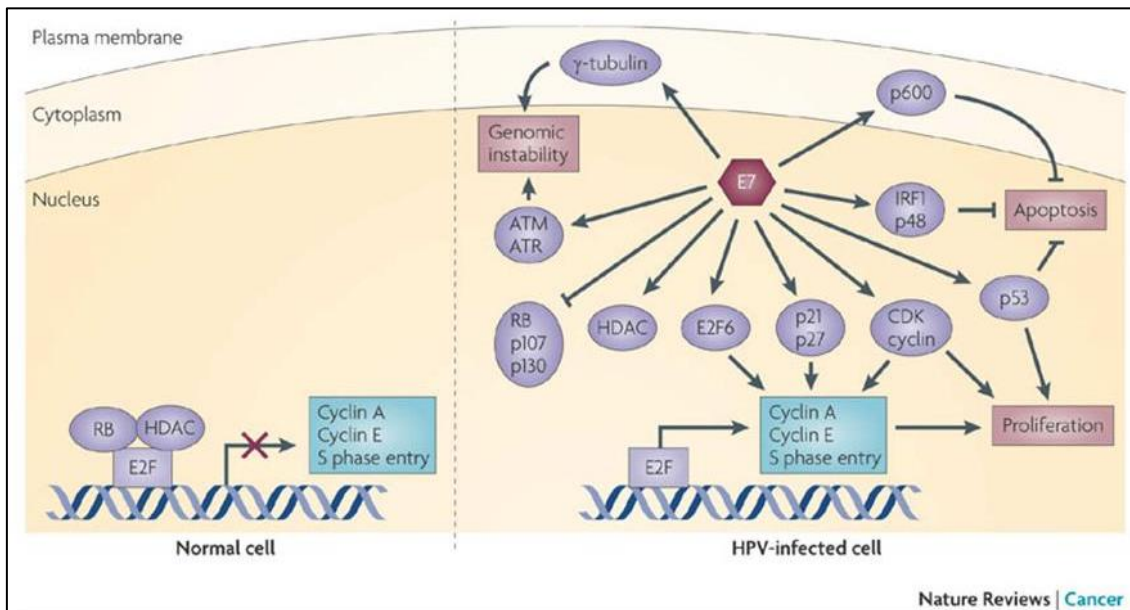 Plasma membrane
Cytoplasm
Nucleus
γ-tubulin
p600
Genomic
instability
E7
ATM
ATR
IRF1
p48
Apoptosis
RB
p107
p130
HDAC
E2F6
p21
p27
CDK
cyclin
p53
RB
HDAC
E2F
Cyclin A
Cyclin E
S phase entry
E2F
Cyclin A
Cyclin E
S phase entry
Proliferation
Normal cell
HPV-infected cell
Nature Reviews | Cancer